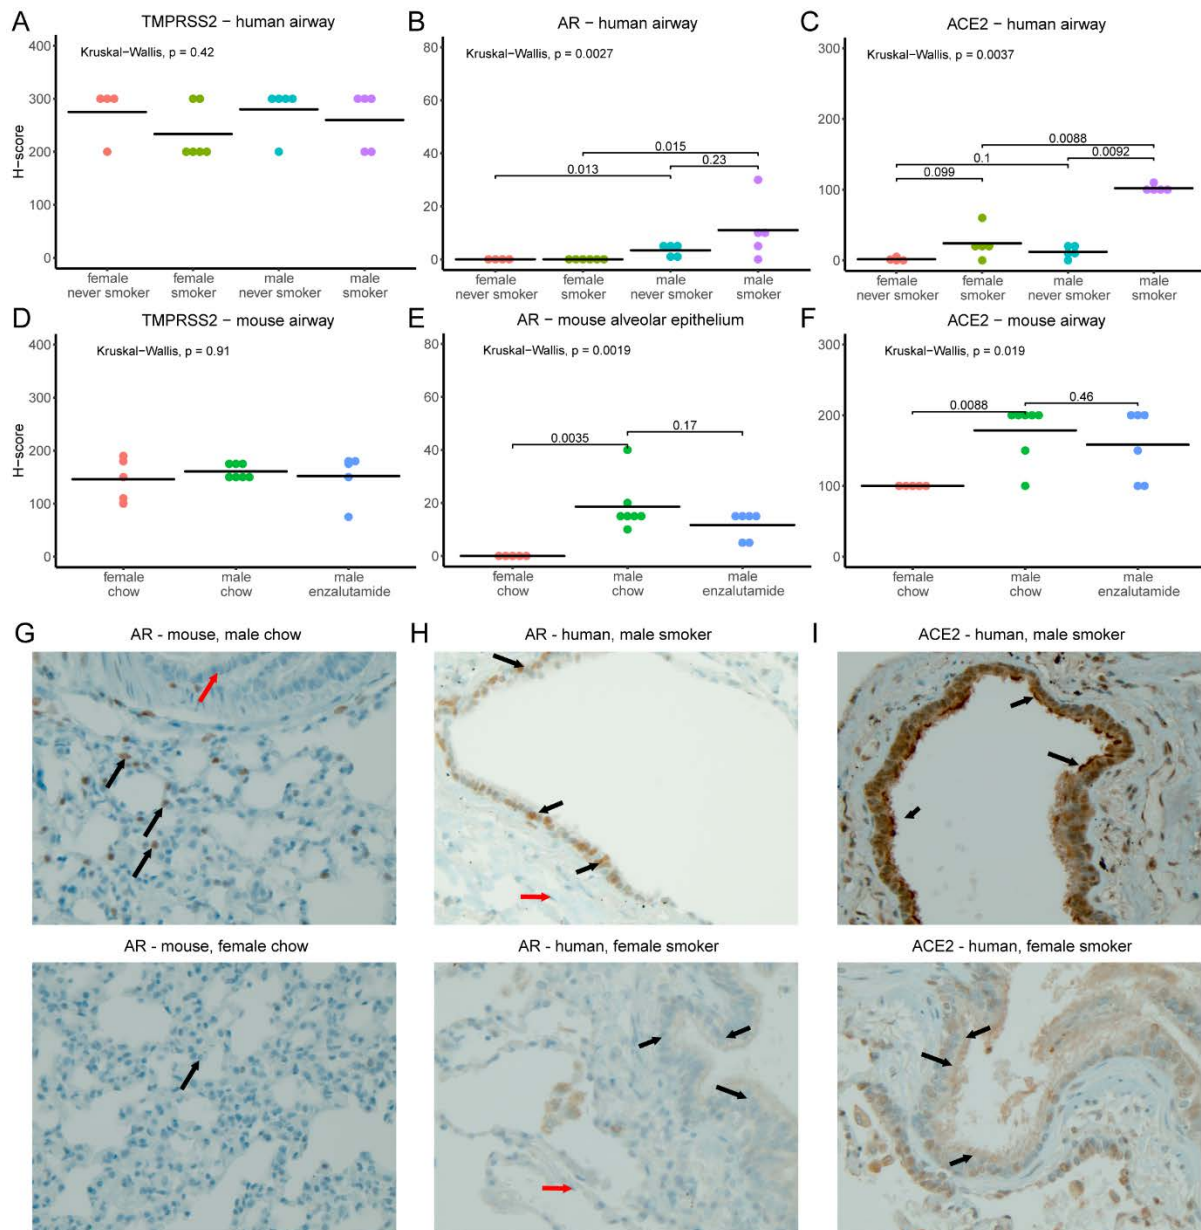 A
TMPRSS2 – human airway
Kruskal–Wallis, p = 0.42
H–score
400
300
200
100
0
female never smoker
female smoker
male never smoker
male smoker
B
AR – human airway
Kruskal–Wallis, p = 0.0027
80
60
40
20
0
0.015
0.23
0.013
female never smoker
female smoker
male never smoker
male smoker
C
ACE2 – human airway
Kruskal–Wallis, p = 0.0037
300
200
100
0
0.0088
0.0092
0.1
0.099
female never smoker
female smoker
male never smoker
male smoker
D
TMPRSS2 – mouse airway
Kruskal–Wallis, p = 0.91
H–score
400
300
200
100
0
female chow
male chow
male enzalutamide
E
AR – mouse alveolar epithelium
Kruskal–Wallis, p = 0.0019
80
60
40
20
0
0.17
0.0035
female chow
male chow
male enzalutamide
F
ACE2 – mouse airway
Kruskal–Wallis, p = 0.019
300
200
100
0
0.46
0.0088
female chow
male chow
male enzalutamide
G
AR - mouse, male chow
AR - mouse, female chow
H
AR - human, male smoker
AR - human, female smoker
I
ACE2 - human, male smoker
ACE2 - human, female smoker